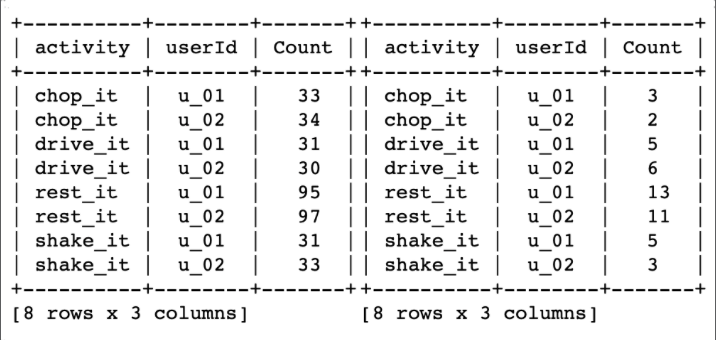 +----------+--------+-------++----------+--------+-------+
| activity | userId | Count || activity | userId | Count |
+----------+--------+-------++----------+--------+-------+
| chop_it  |  u_01  |   33  || chop_it  |  u_01  |   3   |
| chop_it  |  u_02  |   34  || chop_it  |  u_02  |   2   |
| drive_it |  u_01  |   31  || drive_it |  u_01  |   5   |
| drive_it |  u_02  |   30  || drive_it |  u_02  |   6   |
| rest_it  |  u_01  |   95  || rest_it  |  u_01  |   13  |
| rest_it  |  u_02  |   97  || rest_it  |  u_02  |   11  |
| shake_it |  u_01  |   31  || shake_it |  u_01  |   5   |
| shake_it |  u_02  |   33  || shake_it |  u_02  |   3   |
+----------+--------+-------++----------+--------+-------+
[8 rows x 3 columns]          [8 rows x 3 columns]